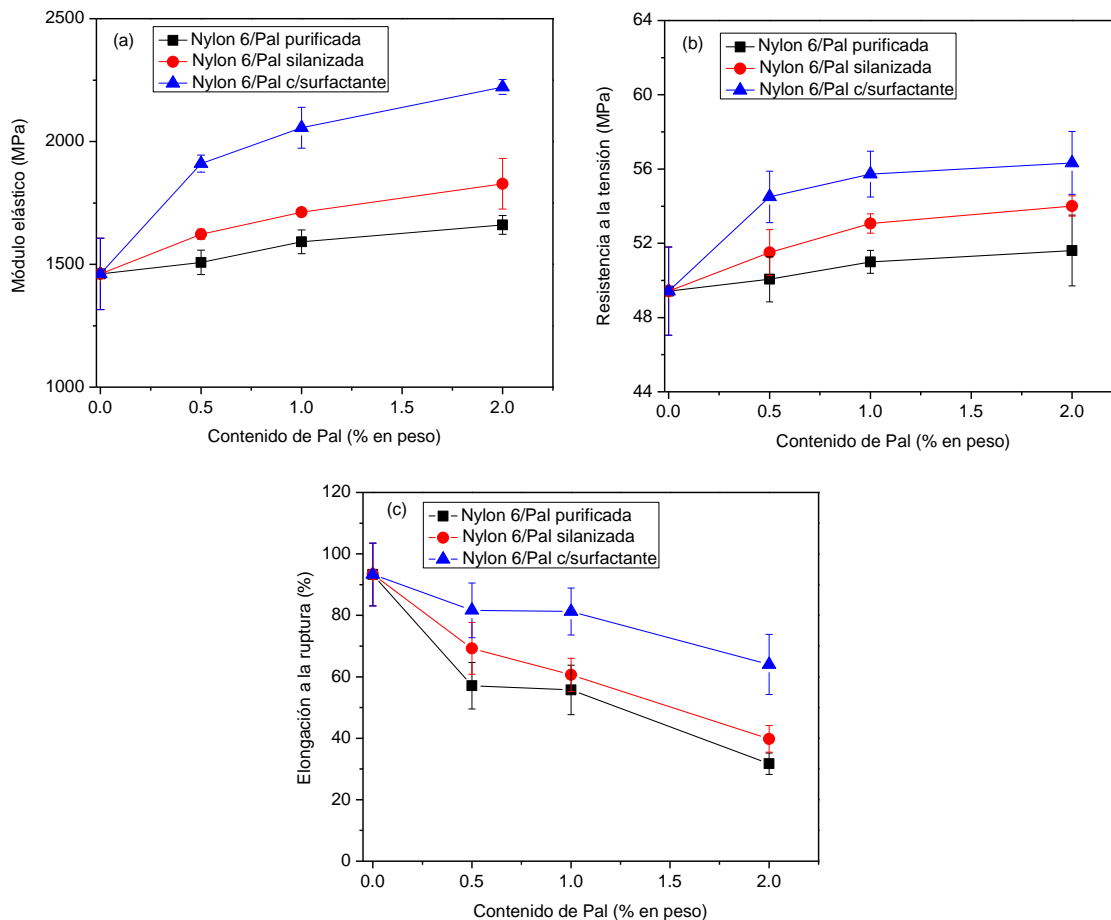 (a)
Nylon 6/Pal purificada
Nylon 6/Pal silanizada
Nylon 6/Pal c/surfactante
Módulo elástico (MPa)
2500
2000
1500
1000
0.0 0.5 1.0 1.5 2.0
Contenido de Pal (% en peso)
(b)
Nylon 6/Pal purificada
Nylon 6/Pal silanizada
Nylon 6/Pal c/surfactante
Resistencia a la tensión (MPa)
64
60
56
52
48
44
0.0 0.5 1.0 1.5 2.0
Contenido de Pal (% en peso)
(c)
Nylon 6/Pal purificada
Nylon 6/Pal silanizada
Nylon 6/Pal c/surfactante
Elongación a la ruptura (%)
120
100
80
60
40
20
0
0.0 0.5 1.0 1.5 2.0
Contenido de Pal (% en peso)